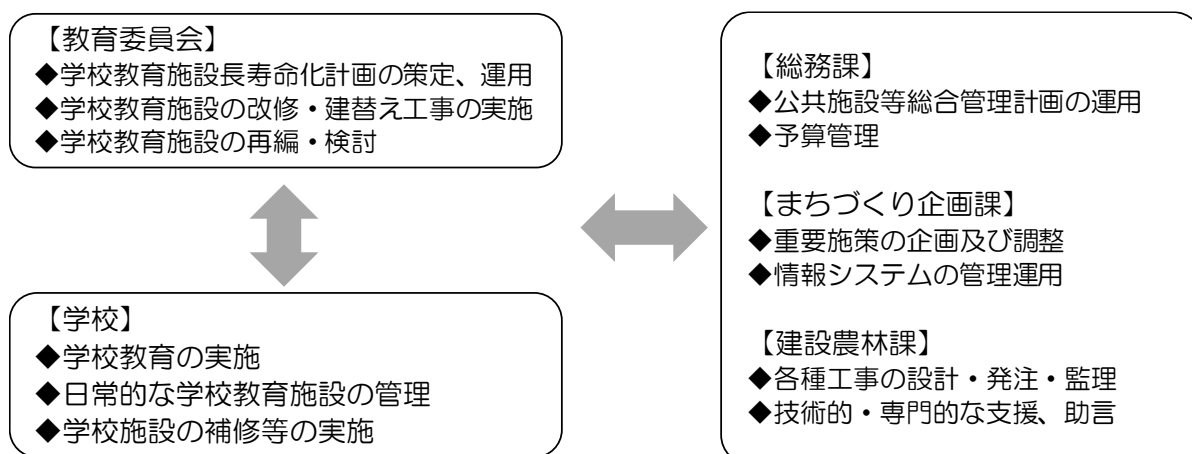 【教育委員会】
◆学校教育施設長寿命化計画の策定、運用
◆学校教育施設の改修・建替え工事の実施
◆学校教育施設の再編・検討
【学校】
◆学校教育の実施
◆日常的な学校教育施設の管理
◆学校施設の補修等の実施
【総務課】
◆公共施設等総合管理計画の運用
◆予算管理
【まちづくり企画課】
◆重要施策の企画及び調整
◆情報システムの管理運用
【建設農林課】
◆各種工事の設計・発注・監理
◆技術的・専門的な支援、助言